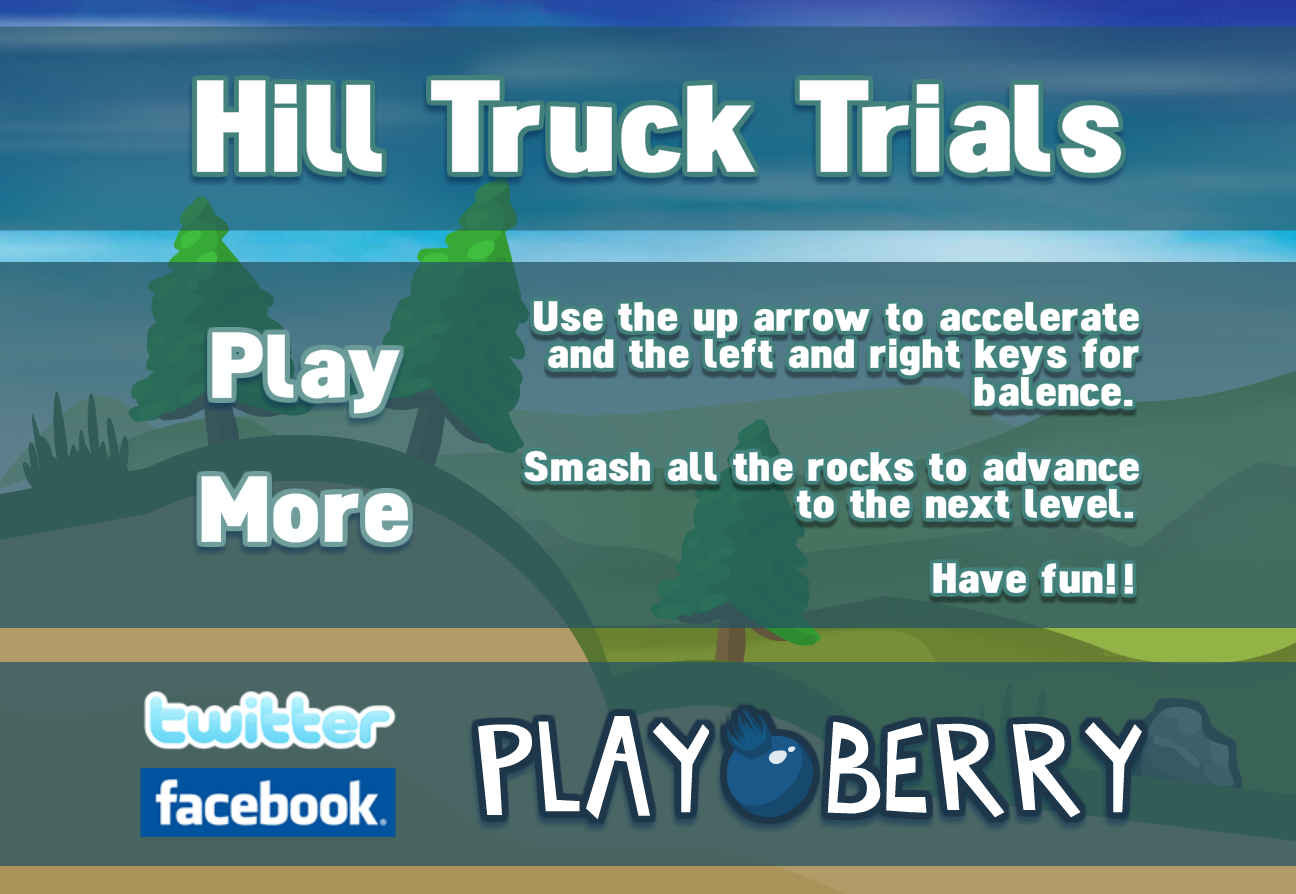 Hill Truck Trials
Play
More
Use the up arrow to accelerate
and the left and right keys for
balence.
Smash all the rocks to advance
to the next level.
Have fun!!
twitter
facebook®
PLAY BERRY